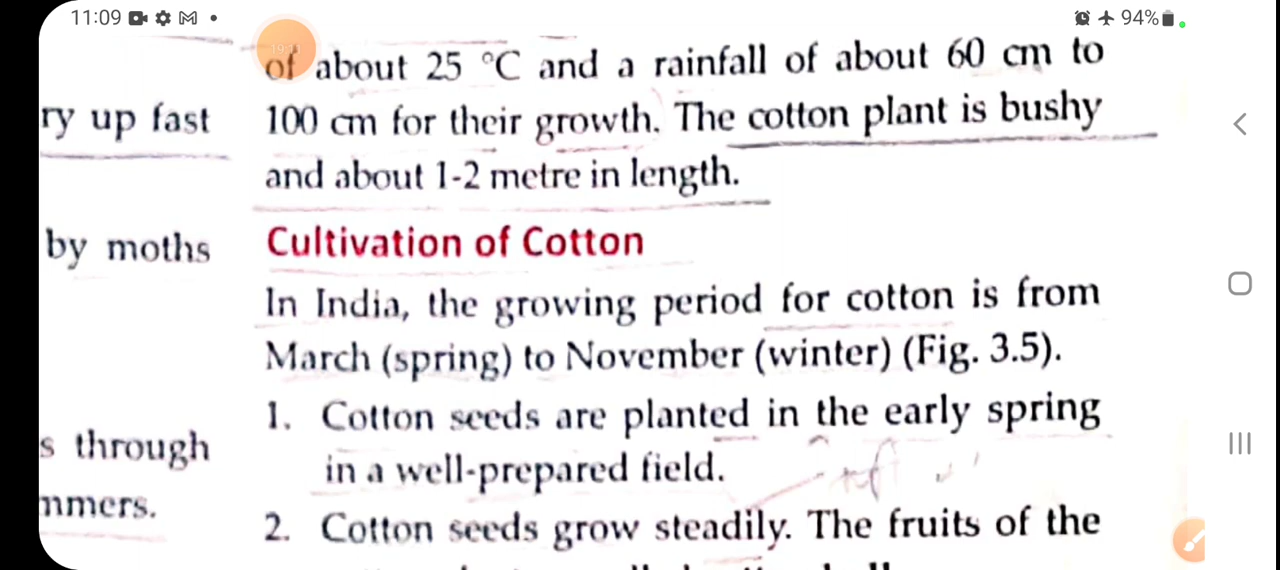 11:09
94%
of about 25 °C and a rainfall of about 60 cm to
ry up fast
100 cm for their growth. The cotton plant is bushy
and about 1-2 metre in length.
by moths
Cultivation of Cotton
In India, the growing period for cotton is from
March (spring) to November (winter) (Fig. 3.5).
1. Cotton seeds are planted in the early spring
s through
in a well-prepared field.
mmers.
2. Cotton seeds grow steadily. The fruits of the